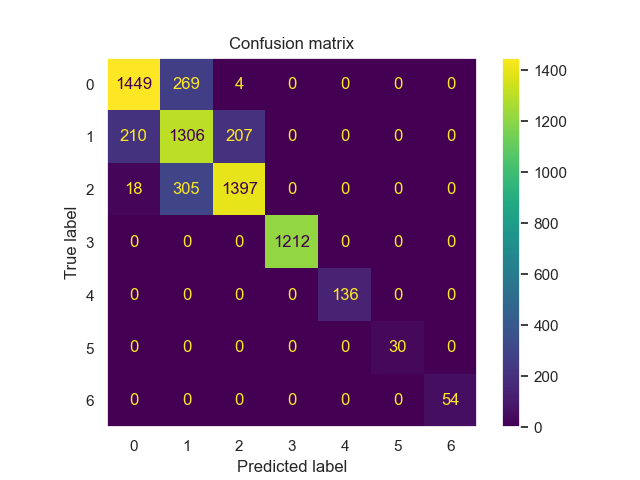 Confusion matrix
0 1449 269 4 0 0 0 0
1 210 1306 207 0 0 0 0
2 18 305 1397 0 0 0 0
3 0 0 0 1212 0 0 0
4 0 0 0 0 136 0 0
5 0 0 0 0 0 30 0
6 0 0 0 0 0 0 54
0 1 2 3 4 5 6
Predicted label
True label
1400
1200
1000
800
600
400
200
0